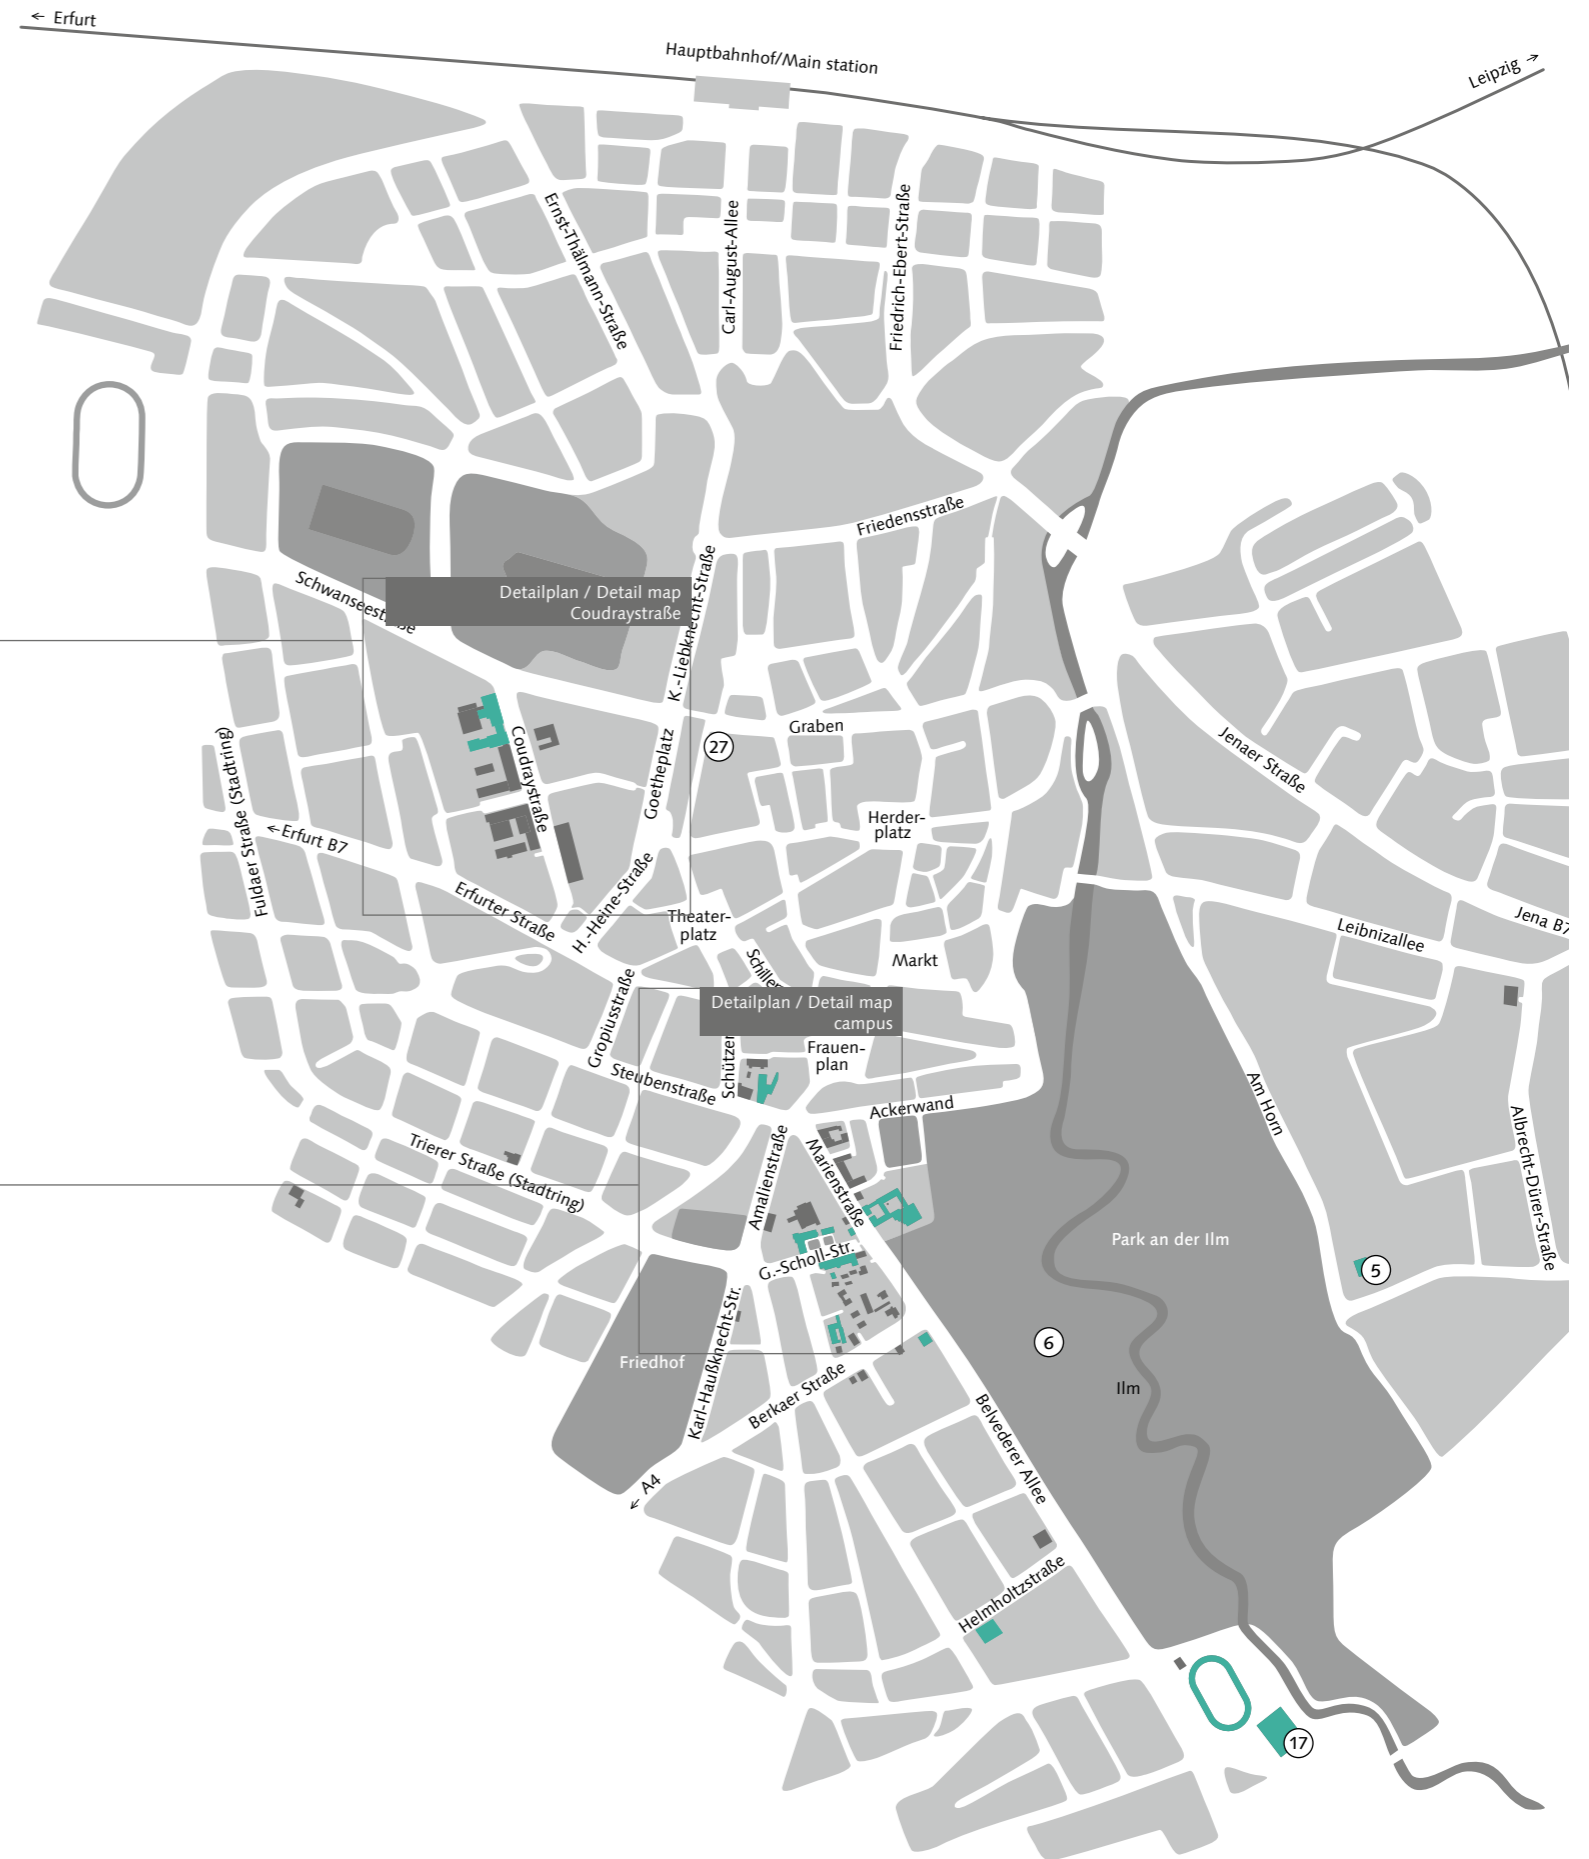 ← Erfurt
Hauptbahnhof/Main station
Leipzig →
Ernst-Thälmann-Straße
Carl-August-Allee
Friedrich-Ebert-Straße
Friedensstraße
Schwanseestraße
Detailplan / Detail map
Coudraystraße
K.-Liebknecht-Straße
Graben
27
Goetheplatz
Coudraystraße
Jenaer Straße
Fuldaer Straße (Stadtring)
←Erfurt B7
Herder-
platz
Erfurter Straße
H.-Heine-Straße
Theater-
platz
Schiller
Markt
Leibnizallee
Jena B7
Gropiusstraße
Detailplan / Detail map
campus
Schützen
Frauen-
plan
Steubenstraße
Ackerwand
Am Horn
Albrecht-Dürer-Straße
Trierer Straße (Stadtring)
Amalienstraße
Marienstraße
G.-Scholl-Str.
Park an der Ilm
5
6
Karl-Haußknecht-Str.
Friedhof
Ilm
Berkaer Straße
Belvederer Allee
← A4
Helmholtzstraße
17